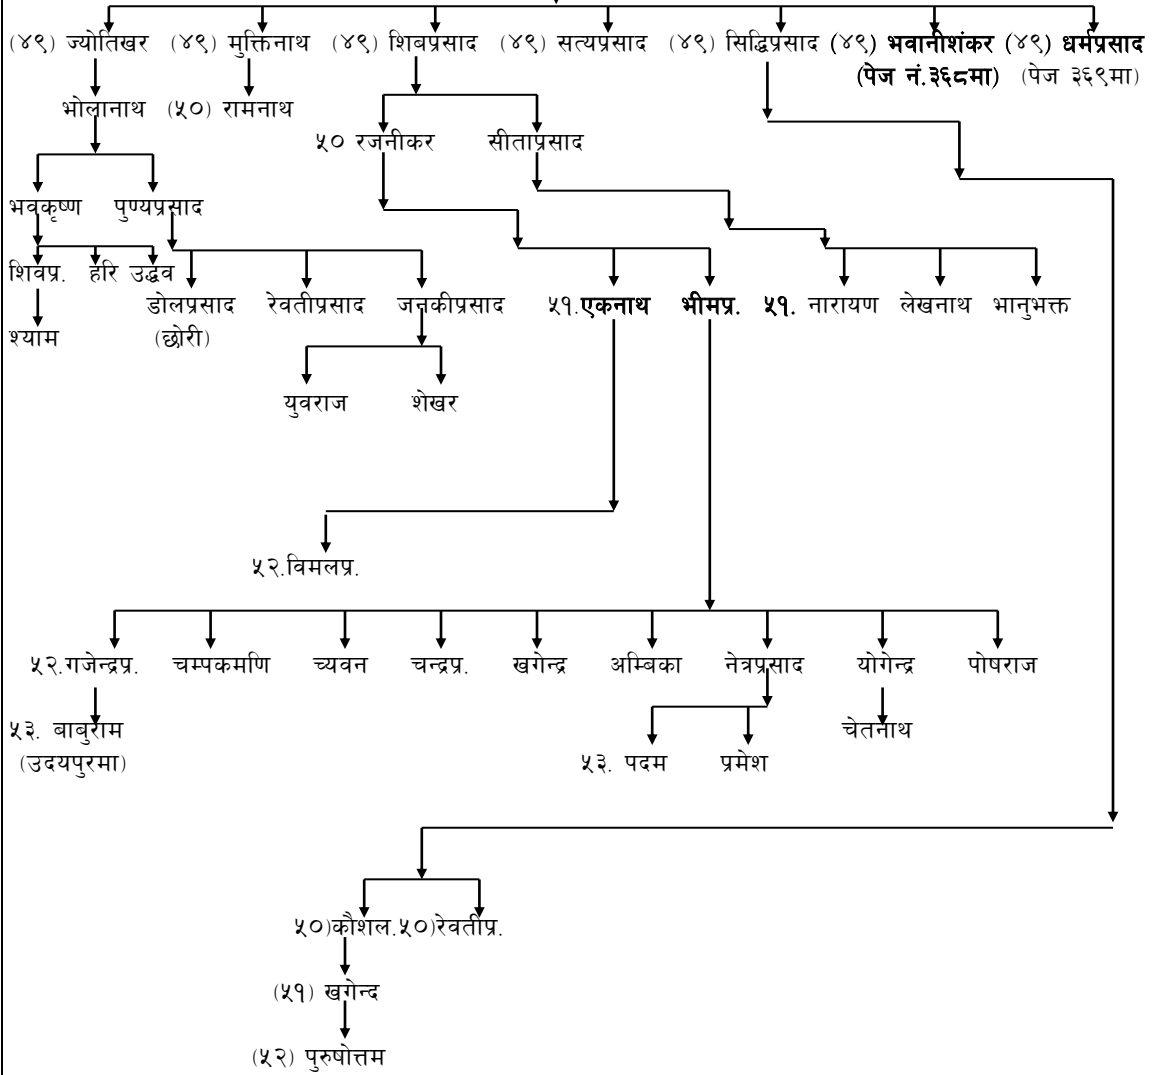 (४९) ज्योतिखर (४९) मुक्तिनाथ (४९) शिबप्रसाद (४९) सत्यप्रसाद (४९) सिद्धिप्रसाद (४९) भवानीशंकर (४९) धर्मप्रसाद
(पेज नं.३६८मा) (पेज ३६९मा)
भोलानाथ (५०) रामनाथ
५० रजनीकर सीताप्रसाद
भवकृष्ण पुण्यप्रसाद
शिवप्र. हरि उद्धव
डोलप्रसाद रेवतीप्रसाद जनकीप्रसाद ५१.एकनाथ भीमप्र. ५१. नारायण लेखनाथ भानुभक्त
श्याम (छोरी)
युवराज शेखर
५२.विमलप्र.
५२.गजेन्द्रप्र. चम्पकमणि च्यवन चन्द्रप्र. खगेन्द्र अम्बिका नेत्रप्रसाद योगेन्द्र पोषराज
५३. बाबुराम चेतनाथ
(उदयपुरमा) ५३. पदम प्रमेश
५०)कौशल.५०)रेवतीप्र.
(५१) खगेन्द
(५२) पुरुषोत्तम